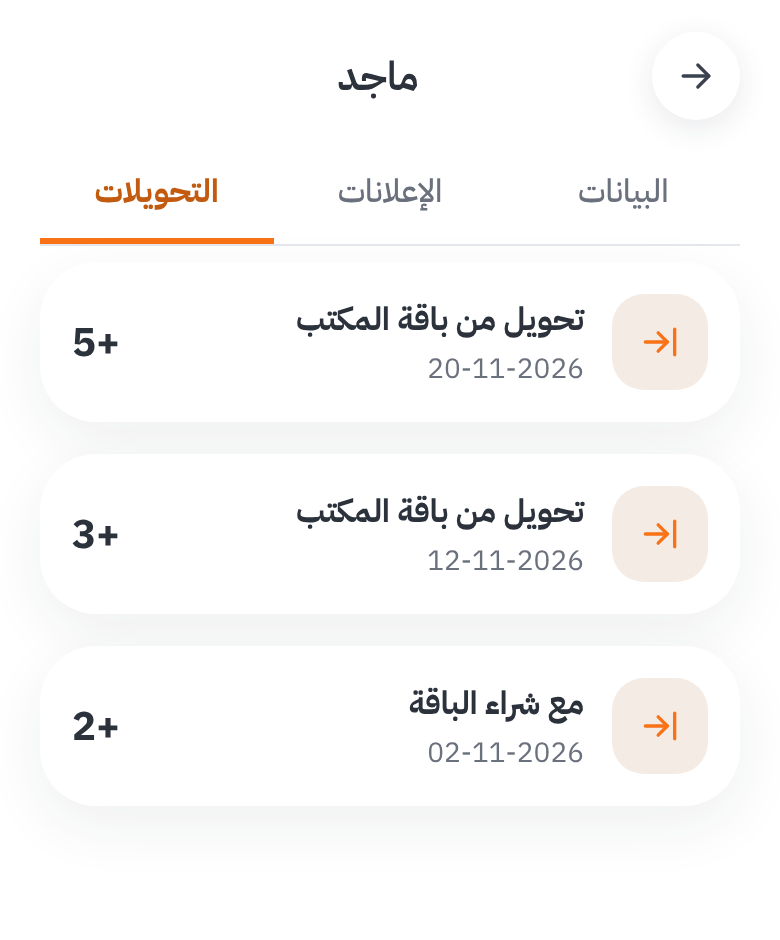 ماجد
البيانات
الإعلانات
التحويلات
تحويل من باقة المكتب
20-11-2026
5+
تحويل من باقة المكتب
12-11-2026
3+
مع شراء الباقة
02-11-2026
2+